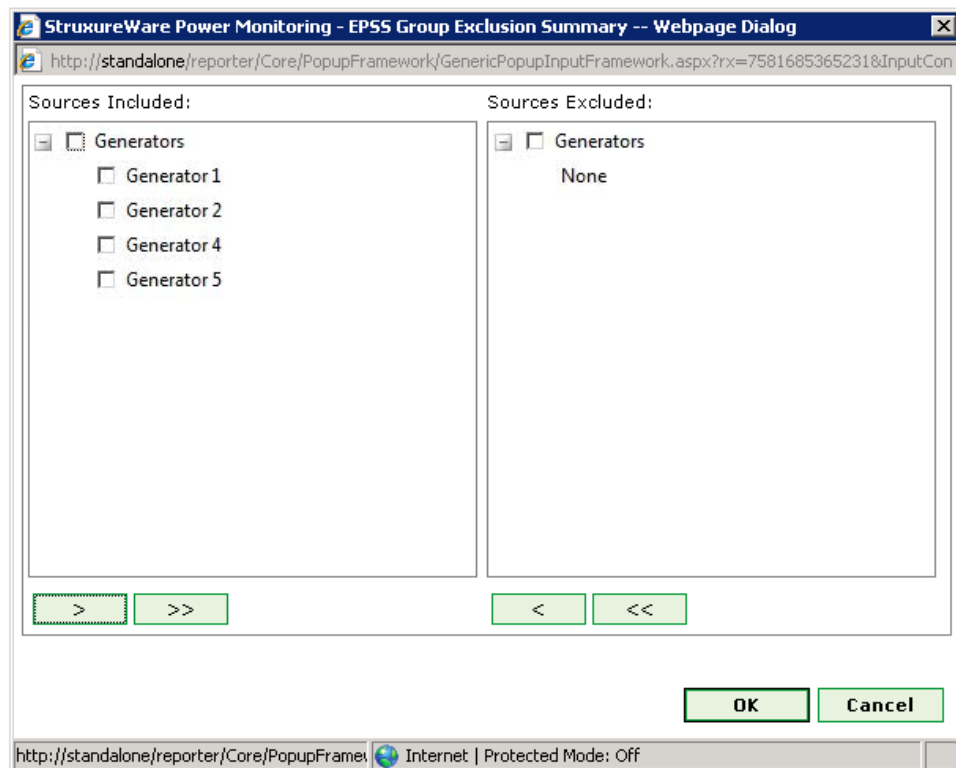 StruxureWare Power Monitoring - EPSS Group Exclusion Summary -- Webpage Dialog
http://standalone/reporter/Core/PopupFramework/GenericPopupInputFramework.aspx?rx=7581685365231&InputCon
Sources Included:
Generators
Generator 1
Generator 2
Generator 4
Generator 5
> >>
Sources Excluded:
Generators
None
< <<
OK Cancel
http://standalone/reporter/Core/PopupFramew Internet | Protected Mode: Off